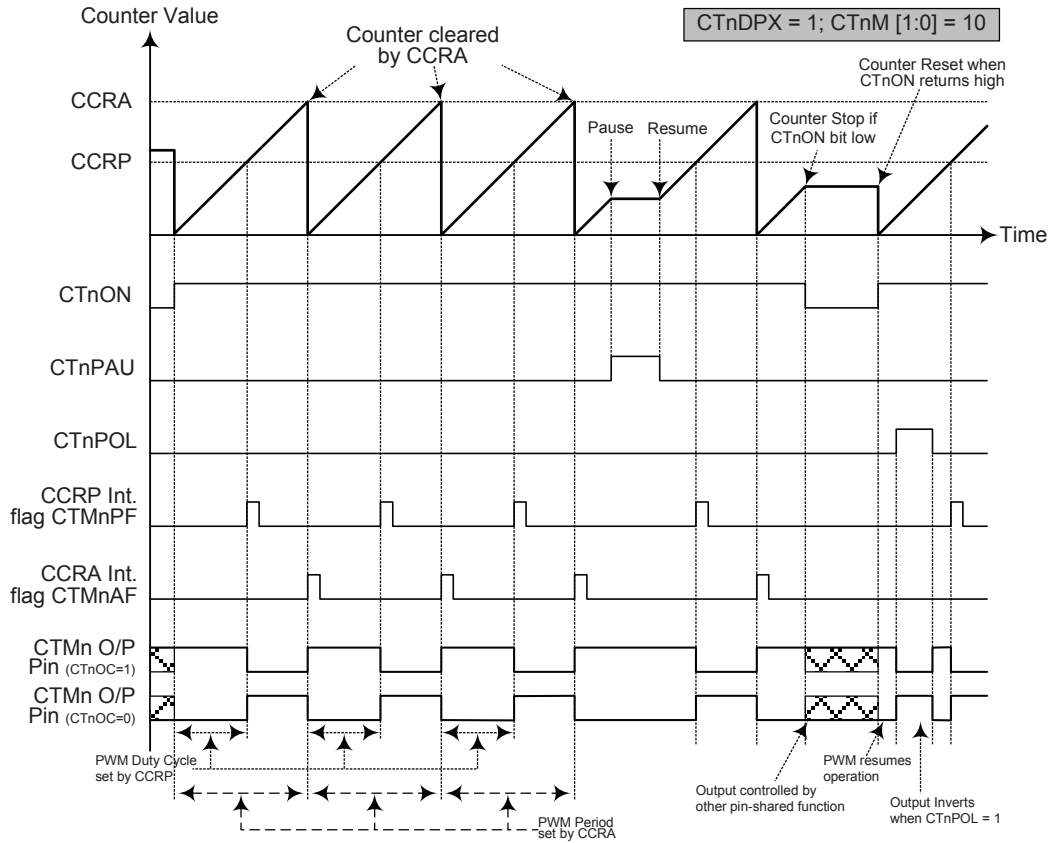 Counter Value
CTnDPX = 1; CTnM [1:0] = 10
Counter cleared
by CCRA
Counter Reset when
CTnON returns high
CCRA
Counter Stop if
CTnON bit low
Pause
Resume
CCRP
Time
CTnON
CTnPAU
CTnPOL
CCRP Int.
flag CTMnPF
CCRA Int.
flag CTMnAF
CTMn O/P
Pin (CTnOC=1)
CTMn O/P
Pin (CTnOC=0)
PWM Duty Cycle
set by CCRP
PWM resumes
operation
Output controlled by
other pin-shared function
Output Inverts
when CTnPOL = 1
PWM Period
set by CCRA